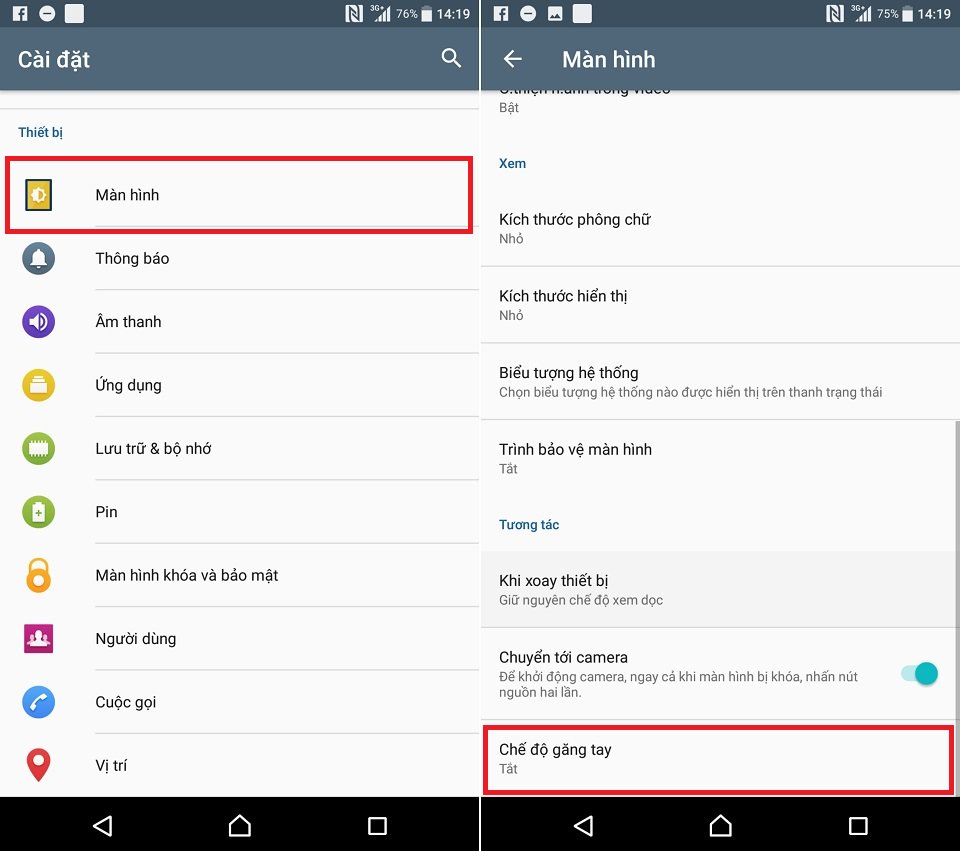 3G+ 76% 14:19
Cài đặt
Thiết bị
Màn hình
Thông báo
Âm thanh
Ứng dụng
Lưu trữ & bộ nhớ
Pin
Màn hình khóa và bảo mật
Người dùng
Cuộc gọi
Vị trí
3G+ 75% 14:19
Màn hình
trong video
Bật
Xem
Kích thước phông chữ
Nhỏ
Kích thước hiển thị
Nhỏ
Biểu tượng hệ thống
Chọn biểu tượng hệ thống nào được hiển thị trên thanh trạng thái
Trình bảo vệ màn hình
Tắt
Tương tác
Khi xoay thiết bị
Giữ nguyên chế độ xem dọc
Chuyển tới camera
Để khởi động camera, ngay cả khi màn hình bị khóa, nhấn nút
nguồn hai lần.
Chế độ găng tay
Tắt